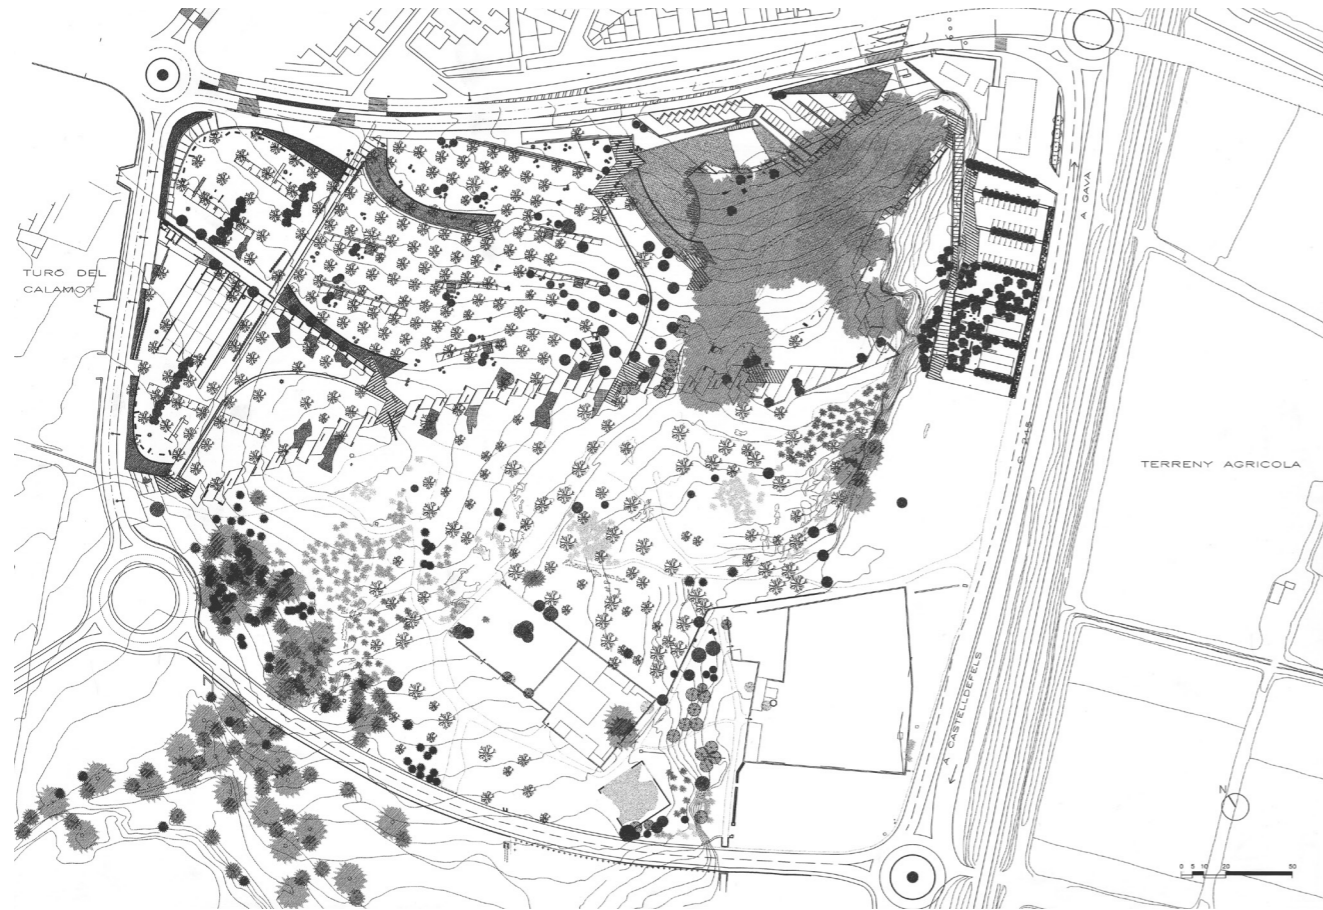 TURÓ DEL
CALAMOT
A GAVA
TERRENY AGRICOLA
A CASTELLDEFELS
N
0 5 10 20 50